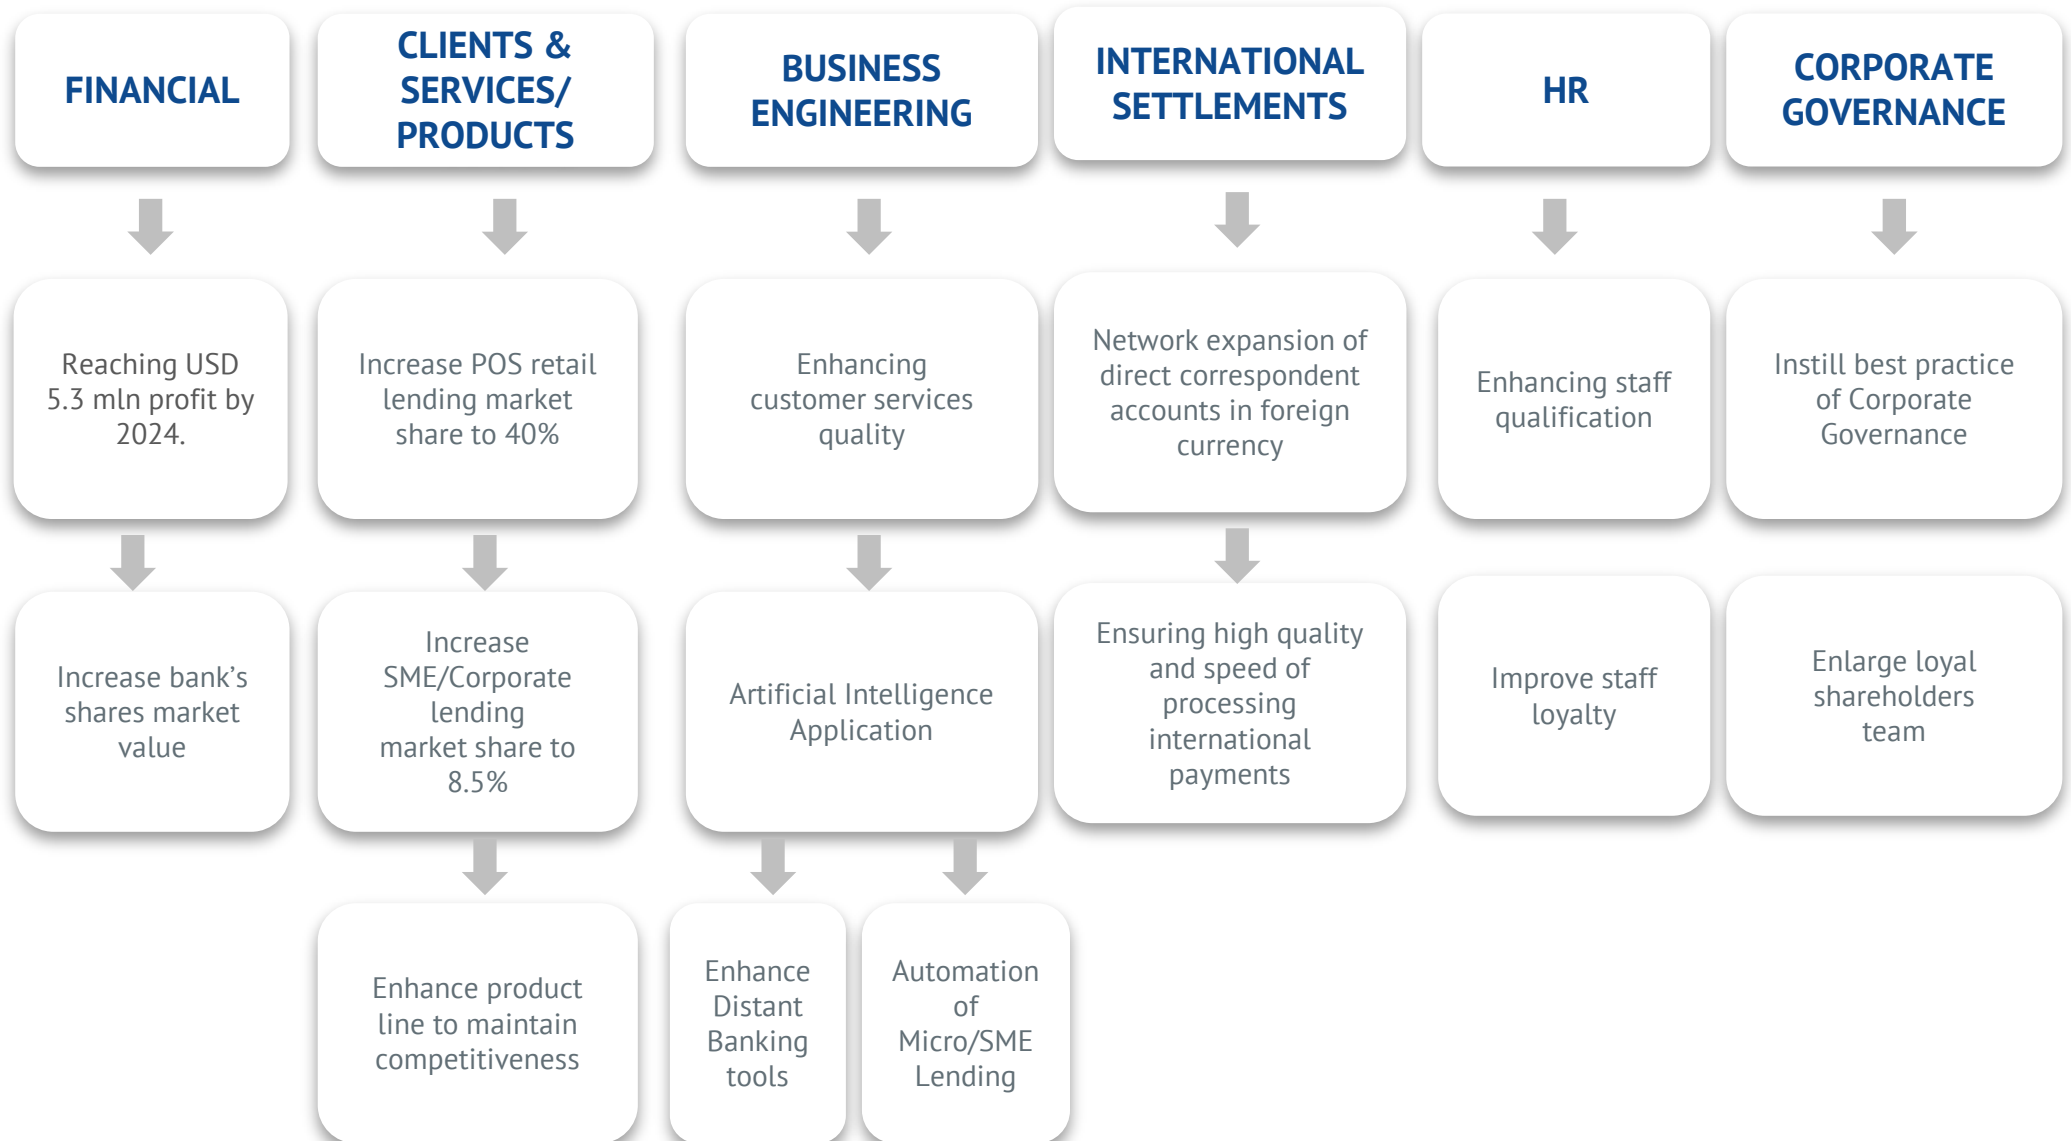 FINANCIAL
CLIENTS &
SERVICES/
PRODUCTS
BUSINESS
ENGINEERING
INTERNATIONAL
SETTLEMENTS
HR
CORPORATE
GOVERNANCE
Reaching USD
5.3 mln profit by
2024.
Increase POS retail
lending market
share to 40%
Enhancing
customer services
quality
Network expansion of
direct correspondent
accounts in foreign
currency
Enhancing staff
qualification
Instill best practice
of Corporate
Governance
Increase bank’s
shares market
value
Increase
SME/Corporate
lending
market share to
8.5%
Artificial Intelligence
Application
Ensuring high quality
and speed of
processing
international
payments
Improve staff
loyalty
Enlarge loyal
shareholders
team
Enhance product
line to maintain
competitiveness
Enhance
Distant
Banking
tools
Automation
of
Micro/SME
Lending